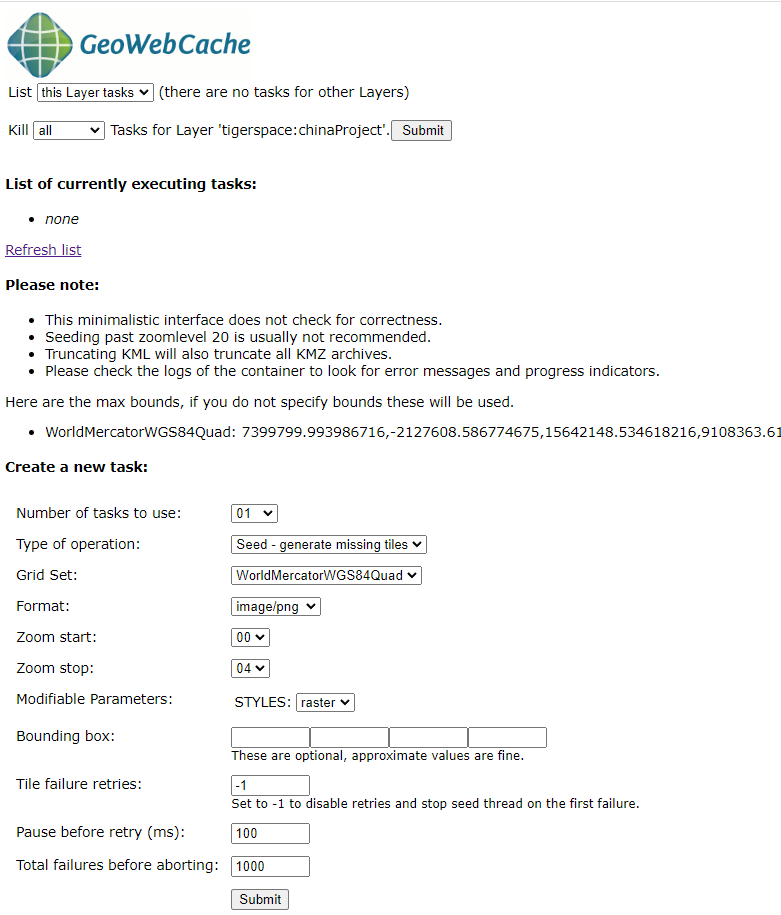 GeoWebCache
List this Layer tasks (there are no tasks for other Layers)
Kill all Tasks for Layer 'tigerspace:chinaProject'. Submit
List of currently executing tasks:
none
Refresh list
Please note:
This minimalistic interface does not check for correctness.
Seeding past zoomlevel 20 is usually not recommended.
Truncating KML will also truncate all KMZ archives.
Please check the logs of the container to look for error messages and progress indicators.
Here are the max bounds, if you do not specify bounds these will be used.
WorldMercatorWGS84Quad: 7399799.993986716,-2127608.586774675,15642148.534618216,9108363.61
Create a new task:
Number of tasks to use: 01
Type of operation: Seed - generate missing tiles
Grid Set: WorldMercatorWGS84Quad
Format: image/png
Zoom start: 00
Zoom stop: 04
Modifiable Parameters: STYLES: raster
Bounding box:
These are optional, approximate values are fine.
Tile failure retries: -1
Set to -1 to disable retries and stop seed thread on the first failure.
Pause before retry (ms): 100
Total failures before aborting: 1000
Submit